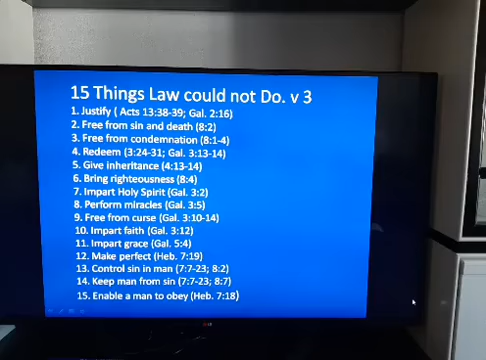 15 Things Law could not Do. v 3
1. Justify ( Acts 13:38-39; Gal. 2:16)
2. Free from sin and death (8:2)
3. Free from condemnation (8:1-4)
4. Redeem (3:24-31; Gal. 3:13-14)
5. Give inheritance (4:13-14)
6. Bring righteousness (8:4)
7. Impart Holy Spirit (Gal. 3:2)
8. Perform miracles (Gal. 3:5)
9. Free from curse (Gal. 3:10-14)
10. Impart faith (Gal. 3:12)
11. Impart grace (Gal. 5:4)
12. Make perfect (Heb. 7:19)
13. Control sin in man (7:7-23; 8:2)
14. Keep man from sin (7:7-23; 8:7)
15. Enable a man to obey (Heb. 7:18)
LG